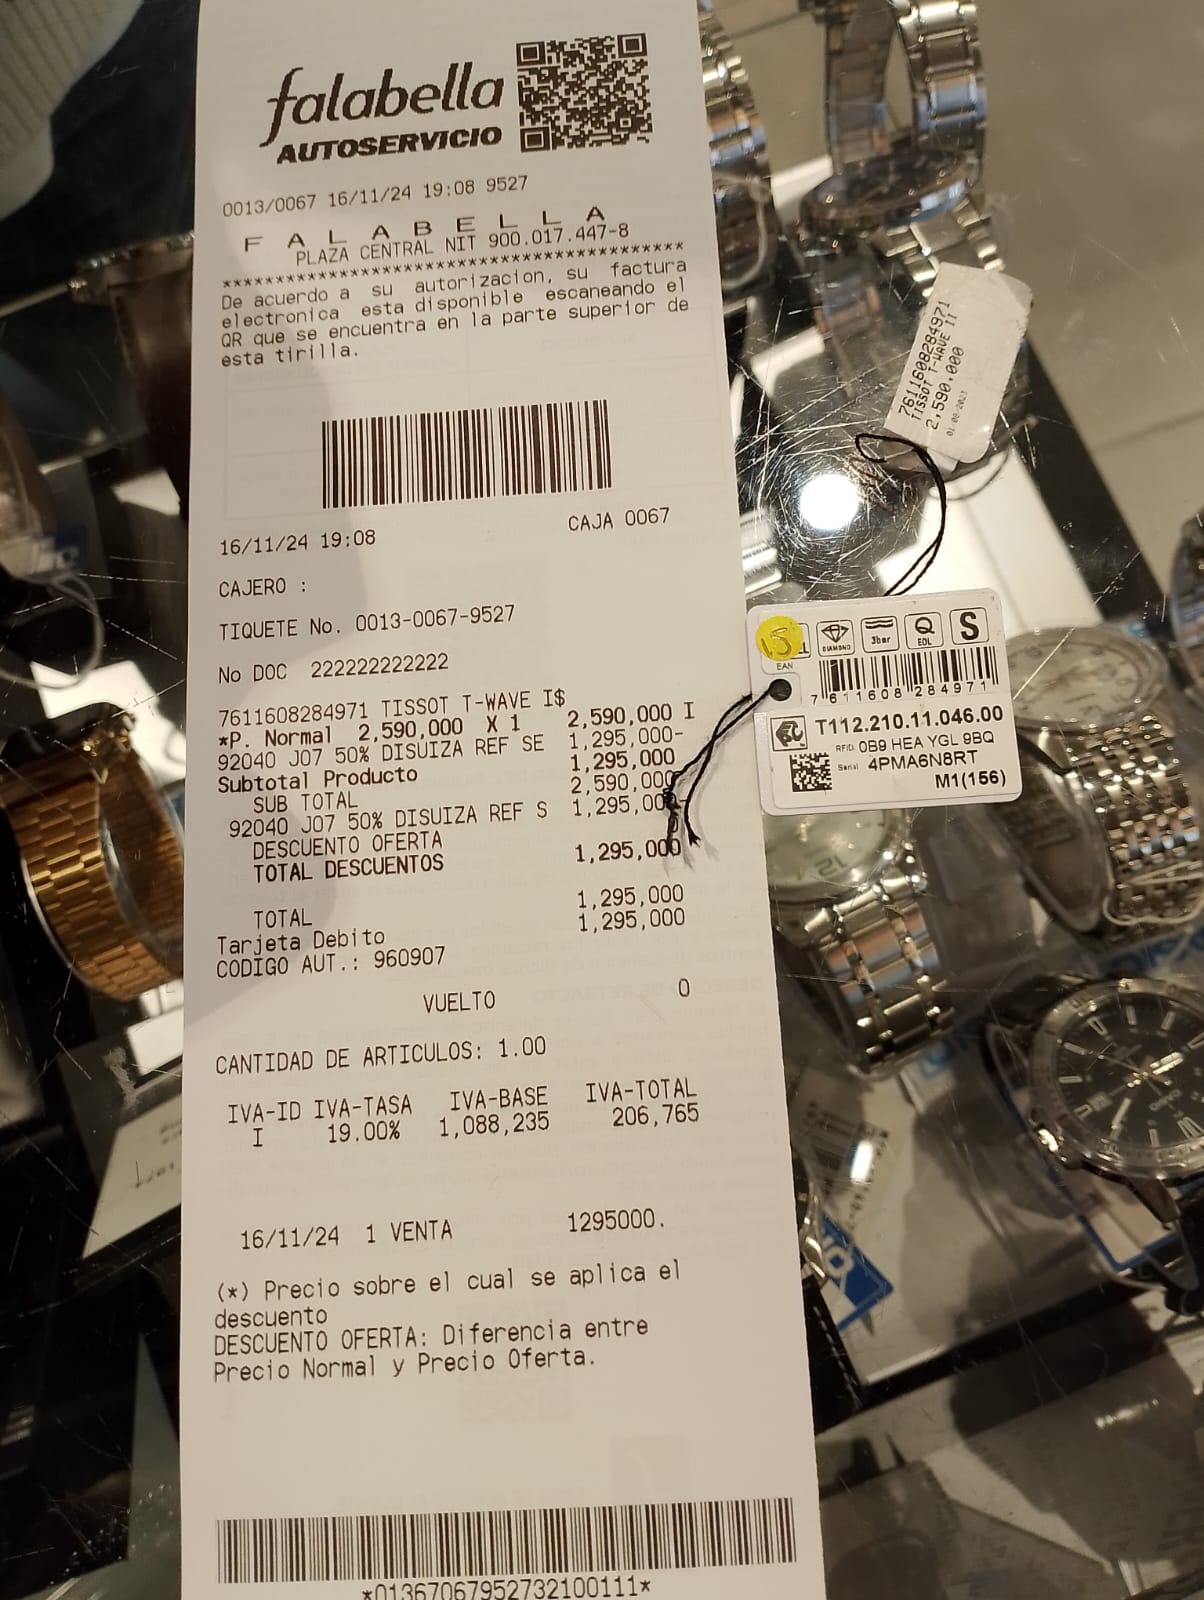 falabella
AUTOSERVICIO
0013/0067 16/11/24 19:08 9527
F A L A B E L L A
PLAZA CENTRAL NIT 900.017.447-8
****************************************
De acuerdo a su autorizacion, su factura
electronica esta disponible escaneando el
QR que se encuentra en la parte superior de
esta tirilla.
16/11/24 19:08 CAJA 0067
CAJERO :
TIQUETE No. 0013-0067-9527
No DOC 222222222222
7611608284971 TISSOT T-WAVE I$
*P. Normal 2,590,000 X 1 2,590,000 I
92040 J07 50% DISUIZA REF SE 1,295,000-
Subtotal Producto 1,295,000
SUB TOTAL 2,590,000
92040 J07 50% DISUIZA REF S 1,295,000
DESCUENTO OFERTA
TOTAL DESCUENTOS 1,295,000
TOTAL 1,295,000
Tarjeta Debito 1,295,000
CODIGO AUT.: 960907
VUELTO 0
CANTIDAD DE ARTICULOS: 1.00
IVA-ID IVA-TASA IVA-BASE IVA-TOTAL
I 19.00% 1,088,235 206,765
16/11/24 1 VENTA 1295000.
(*) Precio sobre el cual se aplica el
descuento
DESCUENTO OFERTA: Diferencia entre
Precio Normal y Precio Oferta.
*01367067952732100111*
7611608284971
TISSOT T-WAVE II
2,590.000
01-08-2023
15
DIAMOND
3bar
Q
EOL
S
EAN
7 611608 284971
T112.210.11.046.00
RFID 0B9 HEA YGL 9BQ
Serial 4PMA6N8RT
M1(156)